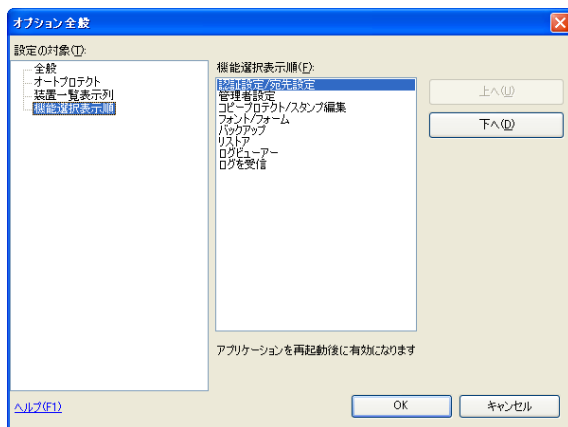 オプション全般
設定の対象(T):
全般
オートプロテクト
装置一覧表示列
機能選択表示順
機能選択表示順(F):
認証設定/宛先設定
管理者設定
コピープロテクト/スタンプ編集
フォント/フォーム
バックアップ
リストア
ログビューアー
ログを受信
上へ(U)
下へ(D)
アプリケーションを再起動後に有効になります
ヘルプ(F1)
OK
キャンセル